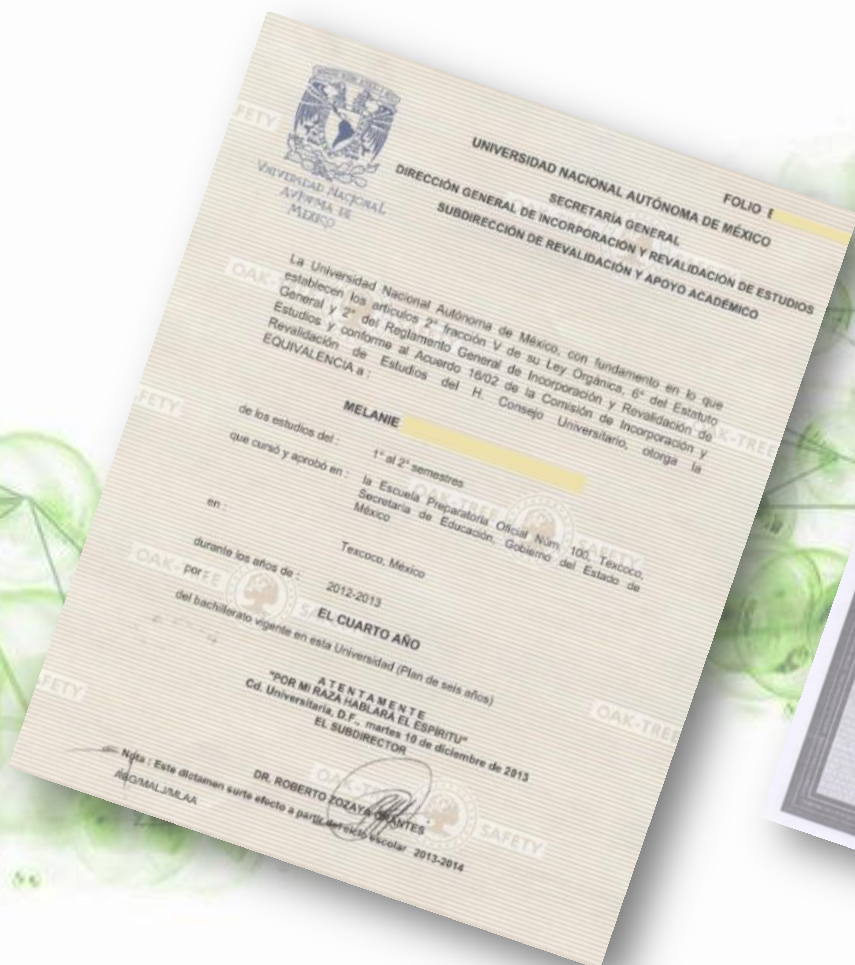 UNIVERSIDAD NACIONAL
AVTNMA DE
MEXICO
FOLIO
UNIVERSIDAD NACIONAL AUTÓNOMA DE MÉXICO
SECRETARÍA GENERAL
DIRECCIÓN GENERAL DE INCORPORACIÓN Y REVALIDACIÓN DE ESTUDIOS
SUBDIRECCIÓN DE REVALIDACIÓN Y APOYO ACADÉMICO
La Universidad Nacional Autónoma de México, con fundamento en lo que
establecen los artículos 2° fracción V de su Ley Orgánica, 6° del Estatuto
General y 2° del Reglamento General de Incorporación y Revalidación de
Estudios y conforme al Acuerdo 16/02 de la Comisión de Incorporación y
Revalidación de Estudios del H. Consejo Universitario, otorga la
EQUIVALENCIA a :
MELANIE
de los estudios del : 1° al 2° semestres
que cursó y aprobó en : la Escuela Preparatoria Oficial Núm. 100, Texcoco,
Secretaría de Educación, Gobierno del Estado de
México
en : Texcoco, México
durante los años de : 2012-2013
por EL CUARTO AÑO
del bachillerato vigente en esta Universidad (Plan de seis años)
A T E N T A M E N T E
"POR MI RAZA HABLARÁ EL ESPÍRITU"
Cd. Universitaria, D.F., martes 10 de diciembre de 2013
EL SUBDIRECTOR
DR. ROBERTO ZOZAYA ORANTES
Nota : Este dictamen surte efecto a partir del ciclo escolar 2013-2014
OAK-TREE SAFETY